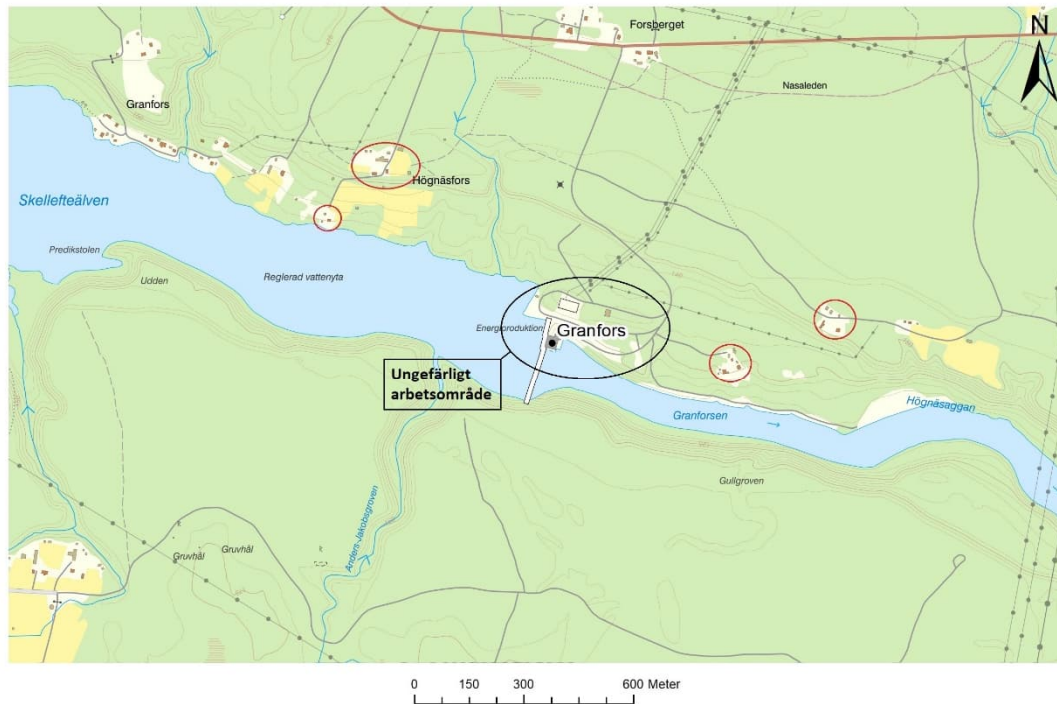 Forsberget
N
Nasaleden
Granfors
Högnäsfors
Skellefteälven
Predikstolen
Udden
Reglerad vattenyta
Energiproduktion
Granfors
Ungefärligt
arbetsområde
Högnäsaggan
Granforsen
Gullgroven
Anders-Jakobsgroven
Gruvhål
Gruvhål
0 150 300 600 Meter